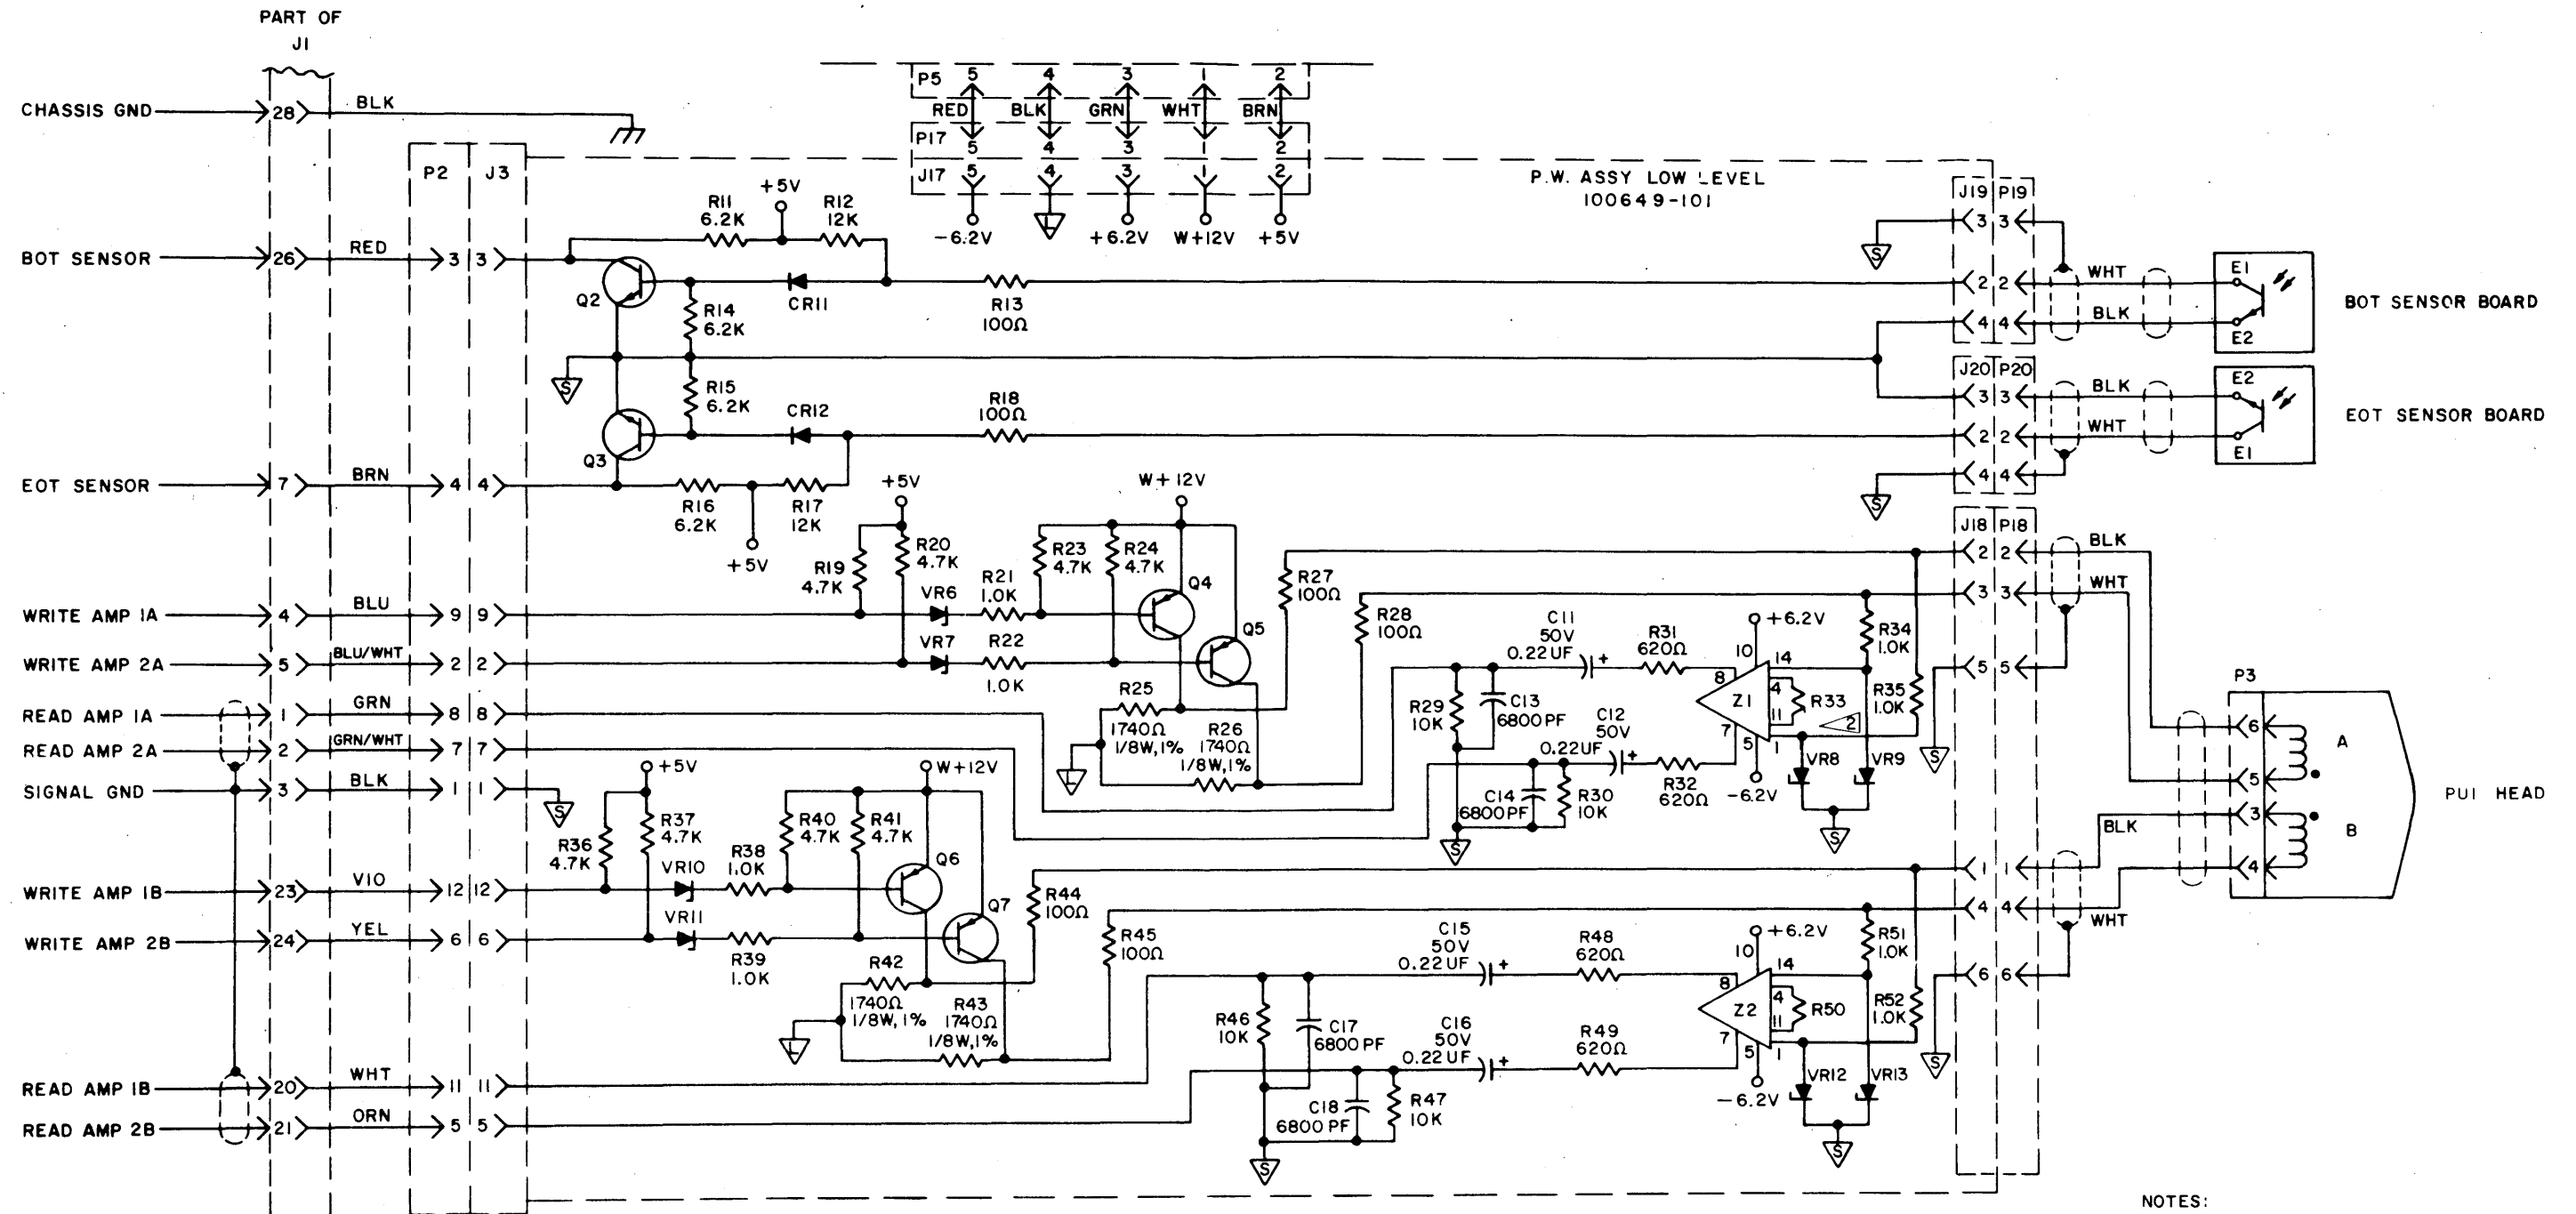 PART OF
J1
CHASSIS GND
28
BLK
P5 5 4 3 1 2
RED BLK GRN WHT BRN
P17
5 4 3 1 2
J17 5 4 3 1 2
-6.2V L +6.2V W+12V +5V
P.W. ASSY LOW LEVEL
100649-101
P2 J3
BOT SENSOR
26
RED
3 3
R11
6.2K
+5V
R12
12K
Q2
CR11
R13
100Ω
R14
6.2K
S
R15
6.2K
CR12
R18
100Ω
Q3
EOT SENSOR
7
BRN
4 4
R16
6.2K
R17
12K
+5V
J19 P19
3 3
S
2 2
WHT
4 4
BLK
E1
E2
BOT SENSOR BOARD
J20 P20
3 3
BLK
2 2
WHT
4 4
S
E2
E1
EOT SENSOR BOARD
+5V
W+12V
R19
4.7K
R20
4.7K
R23
4.7K
R24
4.7K
WRITE AMP 1A
4
BLU
9 9
VR6
R21
1.0K
Q4
WRITE AMP 2A
5
BLU/WHT
2 2
VR7
R22
1.0K
Q5
R27
100Ω
R28
100Ω
R25
1740Ω
1/8W,1%
R26
1740Ω
1/8W,1%
L
READ AMP 1A
1
GRN
8 8
READ AMP 2A
2
GRN/WHT
7 7
SIGNAL GND
3
BLK
1 1
S
C11
50V
0.22UF
+
R31
620Ω
R29
10K
C13
6800PF
C12
50V
0.22UF
+
R32
620Ω
C14
6800PF
R30
10K
S
+6.2V
10
14
8
4
Z1
R33
11
2
7
5
1
-6.2V
R34
1.0K
R35
1.0K
VR8
VR9
S
J18 P18
2 2
BLK
3 3
WHT
5 5
S
1 1
BLK
4 4
WHT
6 6
S
P3
6
5
3
4
A
B
PUI HEAD
+5V
W+12V
R36
4.7K
R37
4.7K
R40
4.7K
R41
4.7K
WRITE AMP 1B
23
VIO
12 12
VR10
R38
1.0K
Q6
WRITE AMP 2B
24
YEL
6 6
VR11
R39
1.0K
Q7
R44
100Ω
R45
100Ω
R42
1740Ω
1/8W,1%
R43
1740Ω
1/8W,1%
L
READ AMP 1B
20
WHT
11 11
READ AMP 2B
21
ORN
5 5
C15
50V
0.22UF
+
R48
620Ω
R46
10K
C17
6800PF
C16
50V
0.22UF
+
R49
620Ω
C18
6800PF
R47
10K
S
+6.2V
10
14
8
4
Z2
R50
11
7
5
1
-6.2V
R51
1.0K
R52
1.0K
VR12
VR13
S
NOTES: